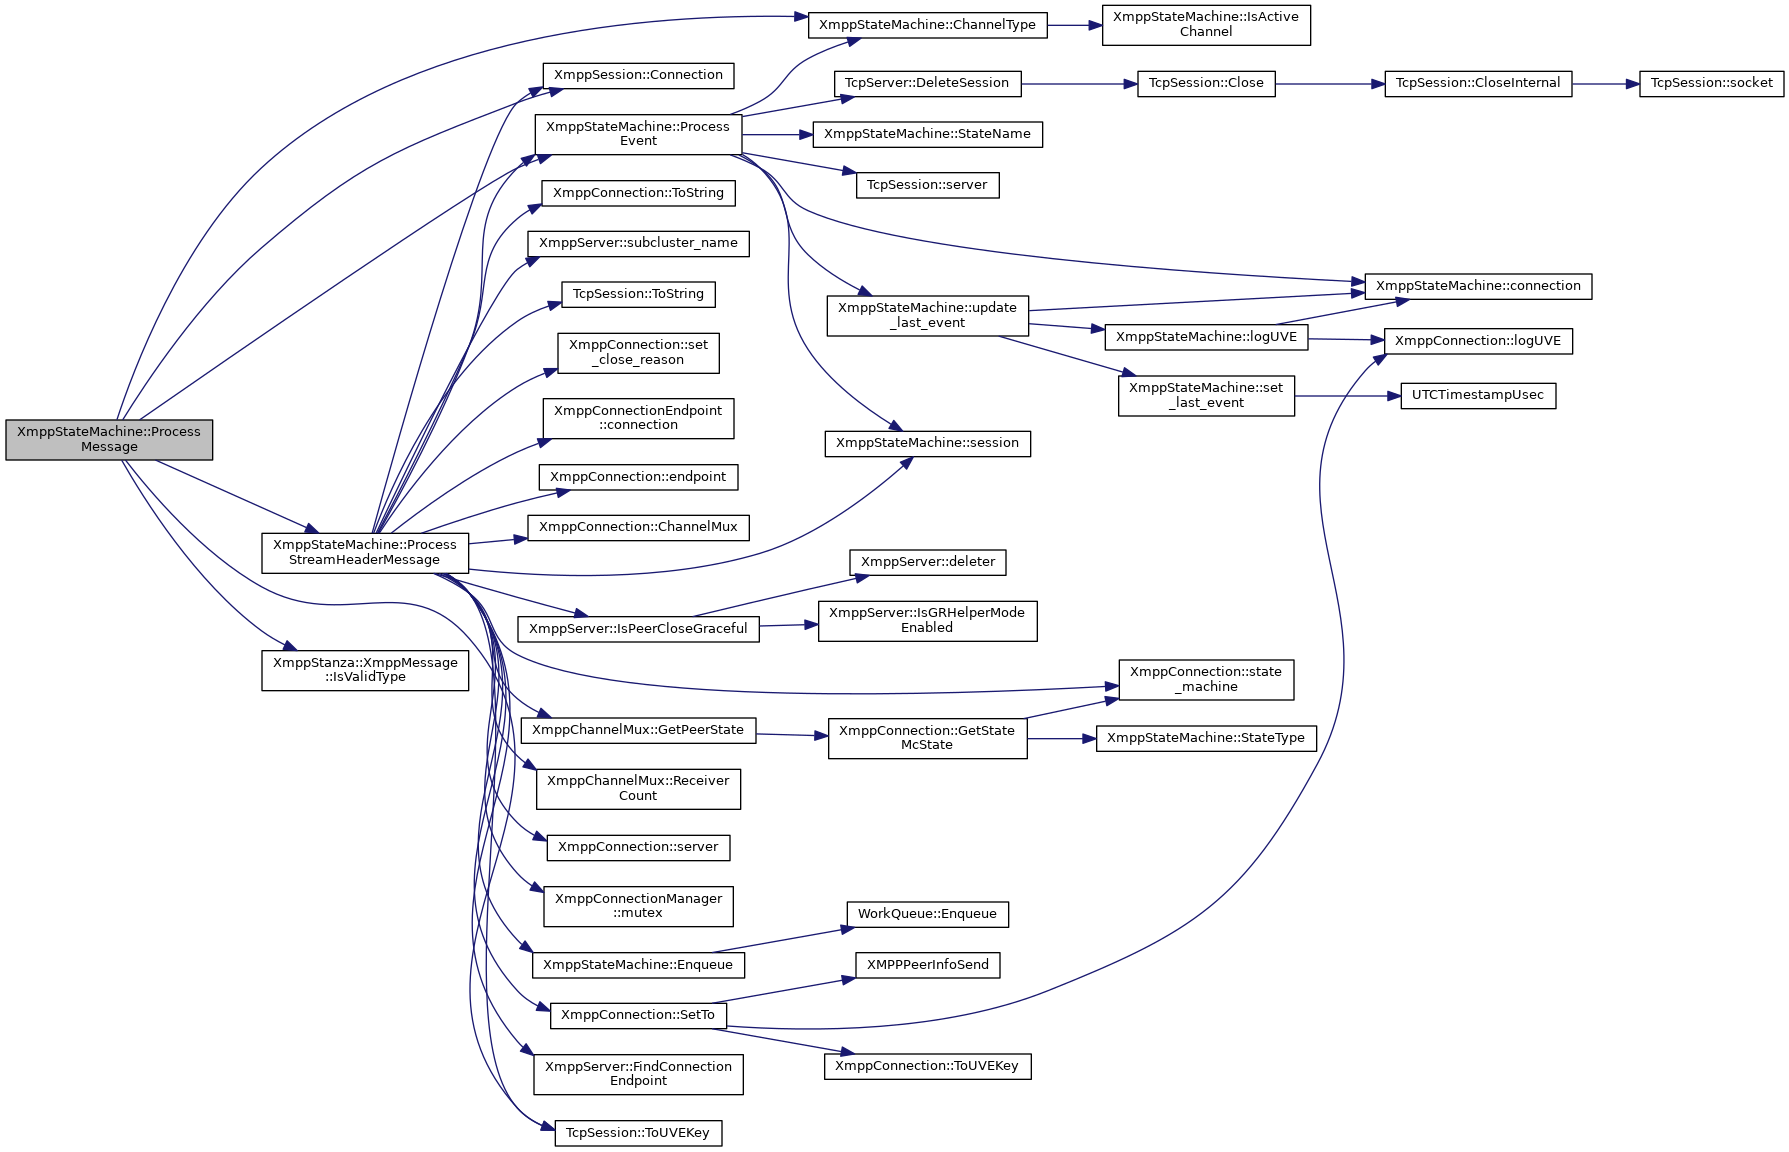 XmppStateMachine::Process
Message
XmppStateMachine::ChannelType
XmppStateMachine::IsActive
Channel
XmppSession::Connection
XmppStateMachine::Process
Event
TcpServer::DeleteSession
TcpSession::Close
TcpSession::CloseInternal
TcpSession::socket
XmppStateMachine::StateName
TcpSession::server
XmppConnection::ToString
XmppServer::subcluster_name
TcpSession::ToString
XmppStateMachine::update
_last_event
XmppStateMachine::connection
XmppStateMachine::logUVE
XmppConnection::logUVE
XmppStateMachine::set
_last_event
UTCTimestampUsec
XmppConnection::set
_close_reason
XmppConnectionEndpoint
::connection
XmppStateMachine::session
XmppConnection::endpoint
XmppConnection::ChannelMux
XmppStateMachine::Process
StreamHeaderMessage
XmppStanza::XmppMessage
::IsValidType
XmppServer::IsPeerCloseGraceful
XmppServer::deleter
XmppServer::IsGRHelperMode
Enabled
XmppConnection::state
_machine
XmppChannelMux::GetPeerState
XmppConnection::GetState
McState
XmppStateMachine::StateType
XmppChannelMux::Receiver
Count
XmppConnection::server
XmppConnectionManager
::mutex
XmppStateMachine::Enqueue
WorkQueue::Enqueue
XmppConnection::SetTo
XMPPPeerInfoSend
XmppConnection::ToUVEKey
XmppServer::FindConnection
Endpoint
TcpSession::ToUVEKey